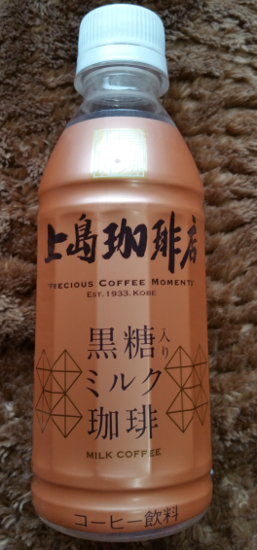 上島珈琲店
"PRECIOUS COFFEE MOMENTS"
EST. 1933. KOBE
黒糖入り
ミルク
珈琲
MILK COFFEE
コーヒー飲料